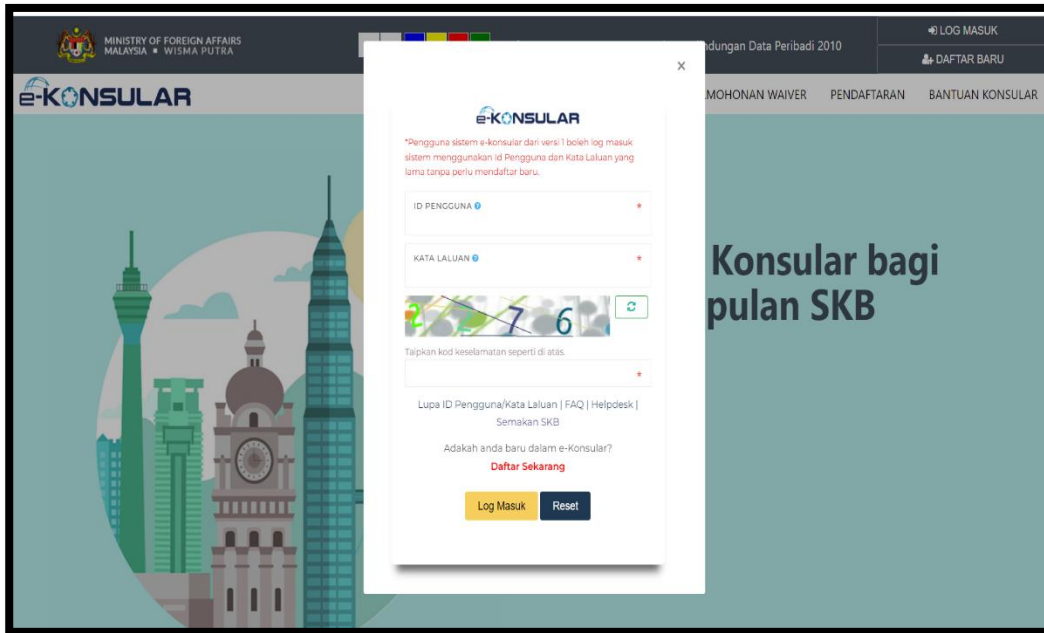 MINISTRY OF FOREIGN AFFAIRS
MALAYSIA ■ WISMA PUTRA
Data Peribadi 2010
LOG MASUK
DAFTAR BARU
e-KONSULAR
WAIVER PENDAFTARAN BANTUAN KONSULAR
Konsular bagi
SKB
x
e-KONSULAR
*Pengguna sistem e-konsular dari versi 1 boleh log masuk
sistem menggunakan Id Pengguna dan Kata Laluan yang
lama tanpa perlu mendaftar baru.
ID PENGGUNA *
KATA LALUAN *
Taipkan kod keselamatan seperti di atas.
*
Lupa ID Pengguna/Kata Laluan | FAQ | Helpdesk |
Semakan SKB
Adakah anda baru dalam e-Konsular?
Daftar Sekarang
Log Masuk Reset